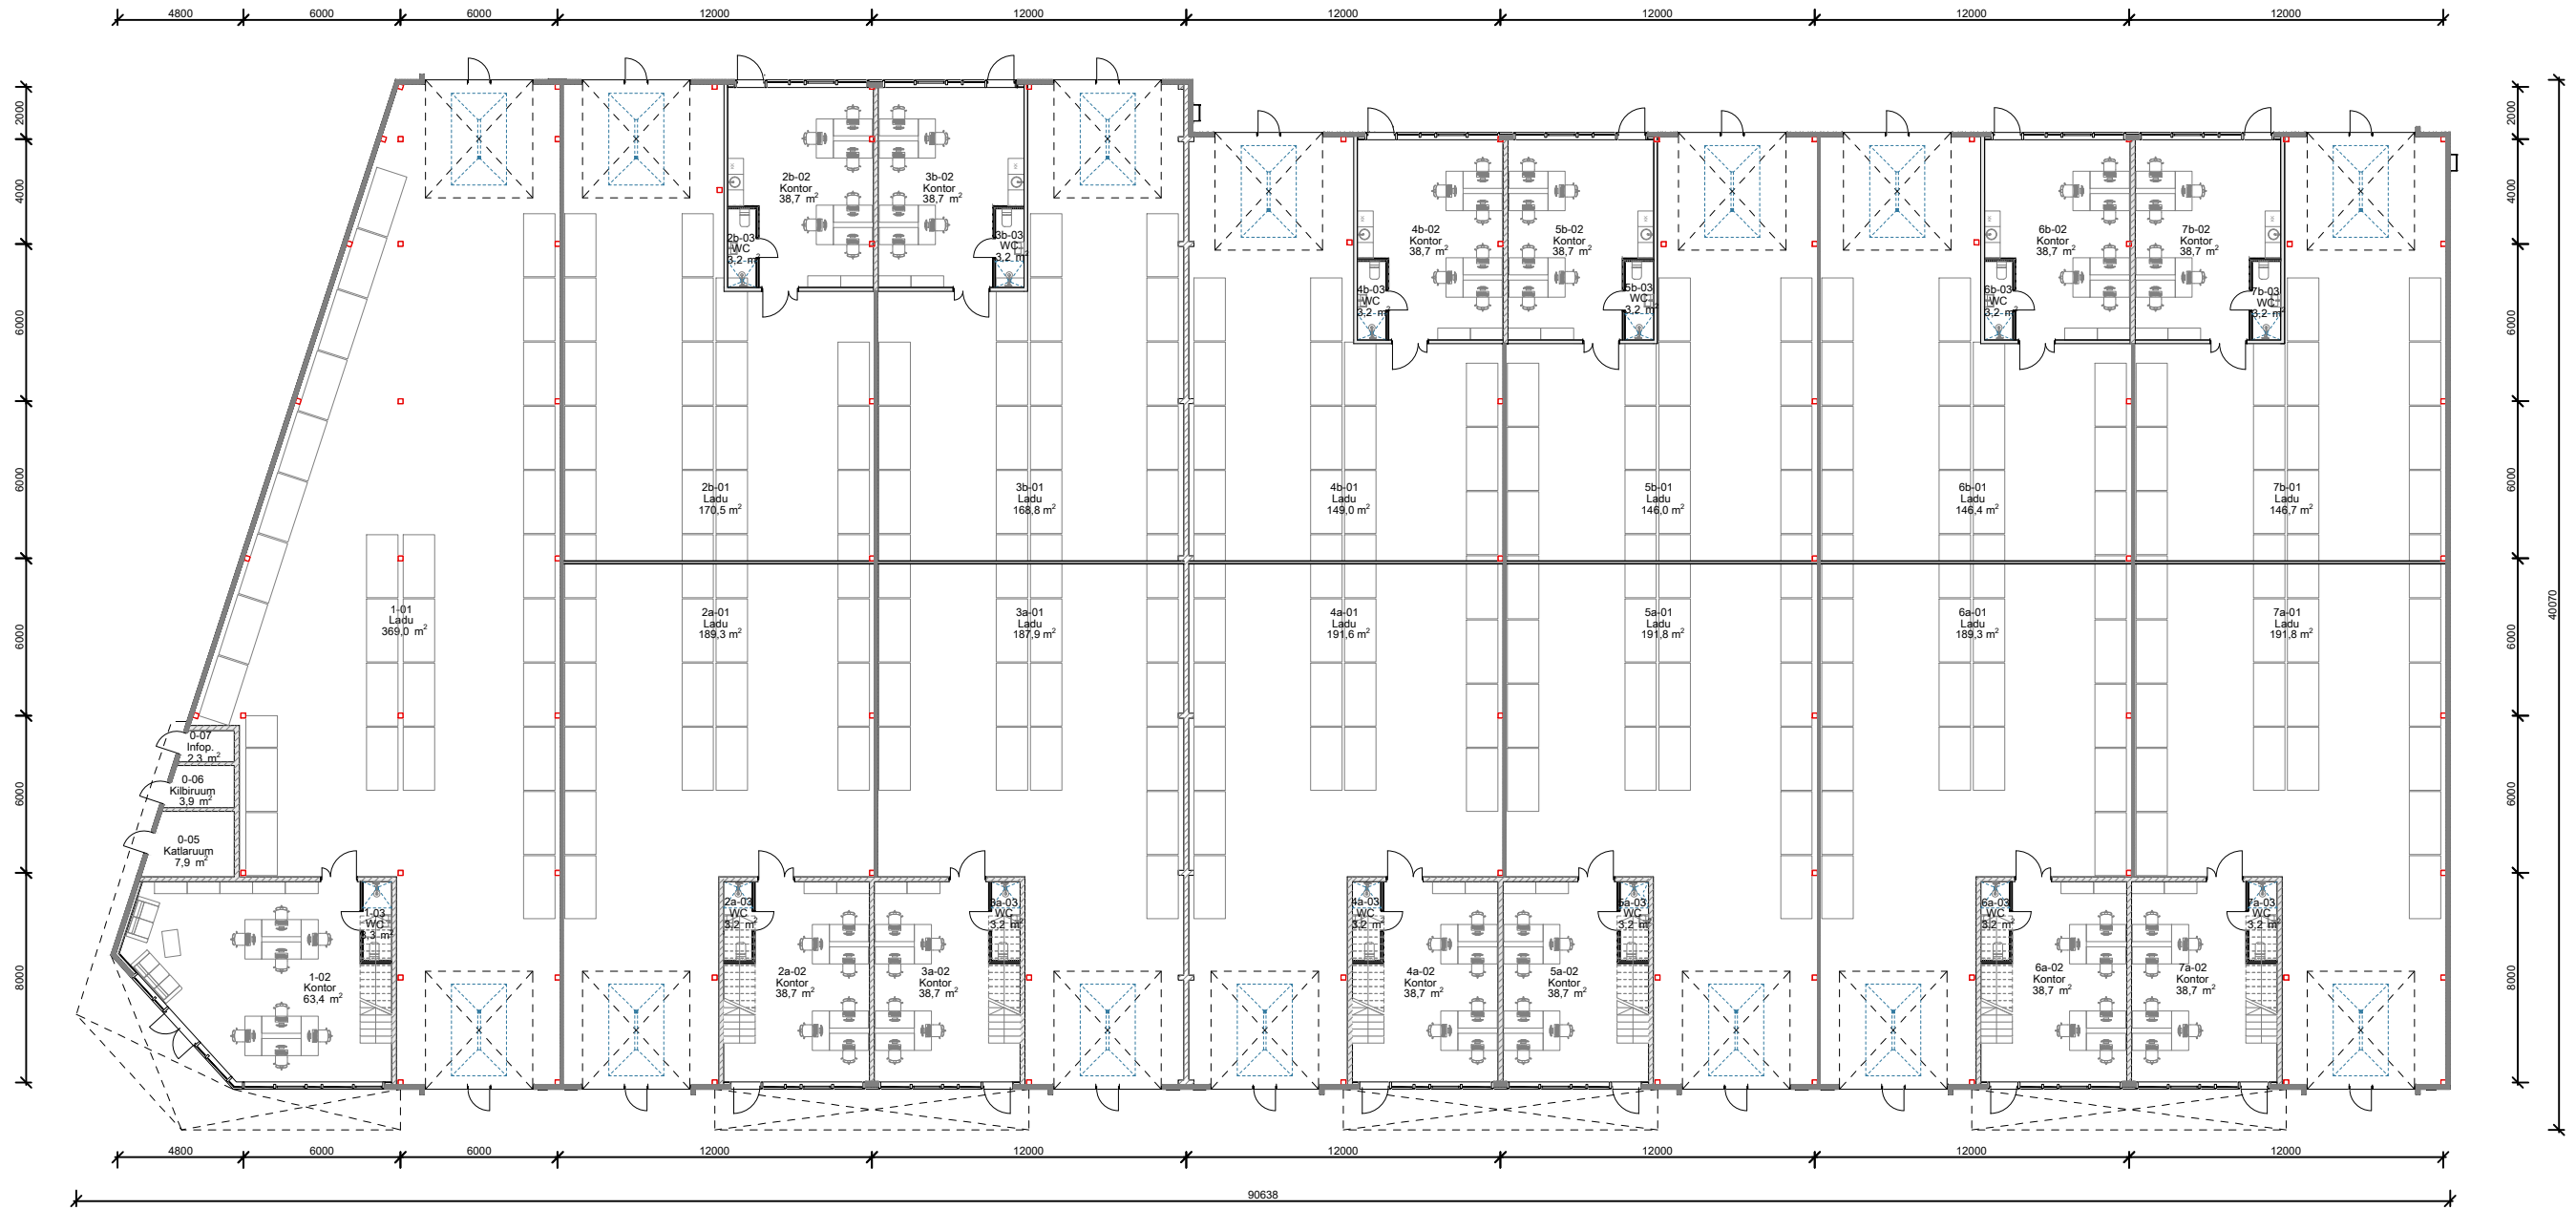 4800 6000 6000 12000 12000 12000 12000 12000 12000
2000
4000
6000
6000
6000
6000
8000
2000
4000
6000
6000
6000
6000
8000
40070
2b-02
Kontor
38,7 m²
3b-02
Kontor
38,7 m²
2b-03
WC
3,2 m²
3b-03
WC
3,2 m²
4b-02
Kontor
38,7 m²
5b-02
Kontor
38,7 m²
6b-02
Kontor
38,7 m²
7b-02
Kontor
38,7 m²
4b-03
WC
3,2 m²
5b-03
WC
3,2 m²
6b-03
WC
3,2 m²
7b-03
WC
3,2 m²
2b-01
Ladu
170,5 m²
3b-01
Ladu
168,8 m²
4b-01
Ladu
149,0 m²
5b-01
Ladu
146,0 m²
6b-01
Ladu
146,4 m²
7b-01
Ladu
146,7 m²
1-01
Ladu
369,0 m²
2a-01
Ladu
189,3 m²
3a-01
Ladu
187,9 m²
4a-01
Ladu
191,6 m²
5a-01
Ladu
191,8 m²
6a-01
Ladu
189,3 m²
7a-01
Ladu
191,8 m²
0-07
Infop.
2,3 m²
0-06
Kilbiruum
3,9 m²
0-05
Katlaruum
7,9 m²
1-03
WC
3,3 m²
2a-03
WC
3,2 m²
3a-03
WC
3,2 m²
4a-03
WC
3,2 m²
5a-03
WC
3,2 m²
6a-03
WC
3,2 m²
7a-03
WC
3,2 m²
1-02
Kontor
63,4 m²
2a-02
Kontor
38,7 m²
3a-02
Kontor
38,7 m²
4a-02
Kontor
38,7 m²
5a-02
Kontor
38,7 m²
6a-02
Kontor
38,7 m²
7a-02
Kontor
38,7 m²
4800 6000 6000 12000 12000 12000 12000 12000 12000
90638